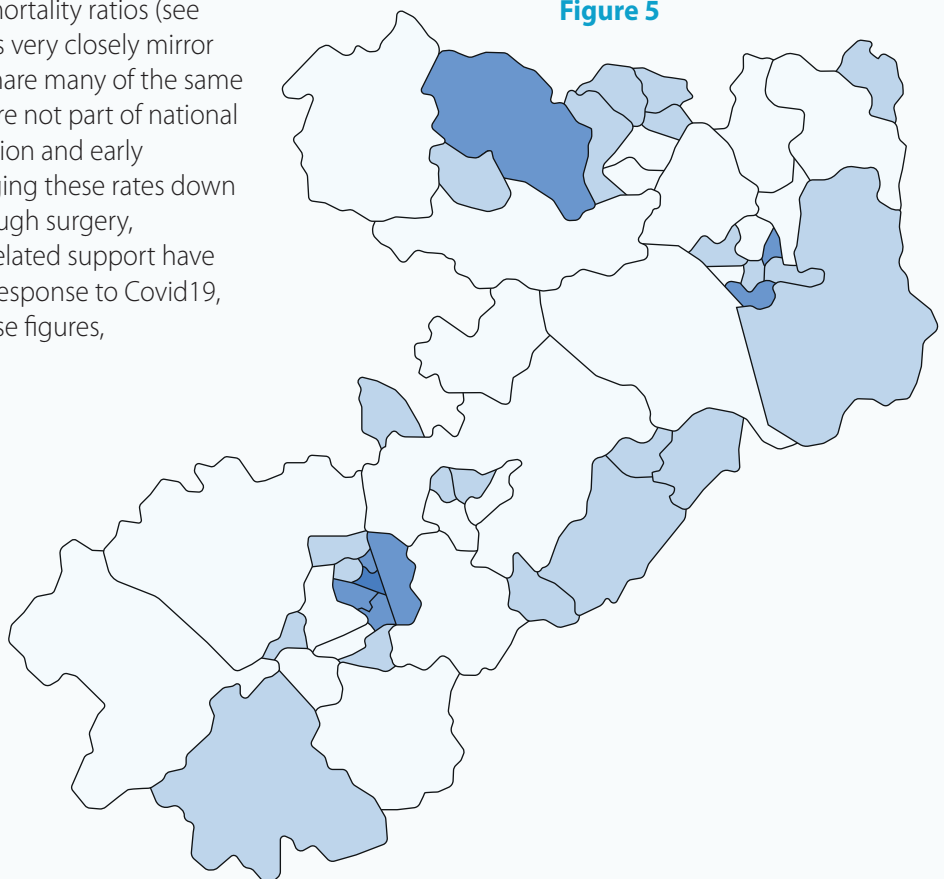 mortality ratios (see
s very closely mirror
hare many of the same
re not part of national
ion and early
ging these rates down
ugh surgery,
elated support have
esponse to Covid19,
se figures,
Figure 5